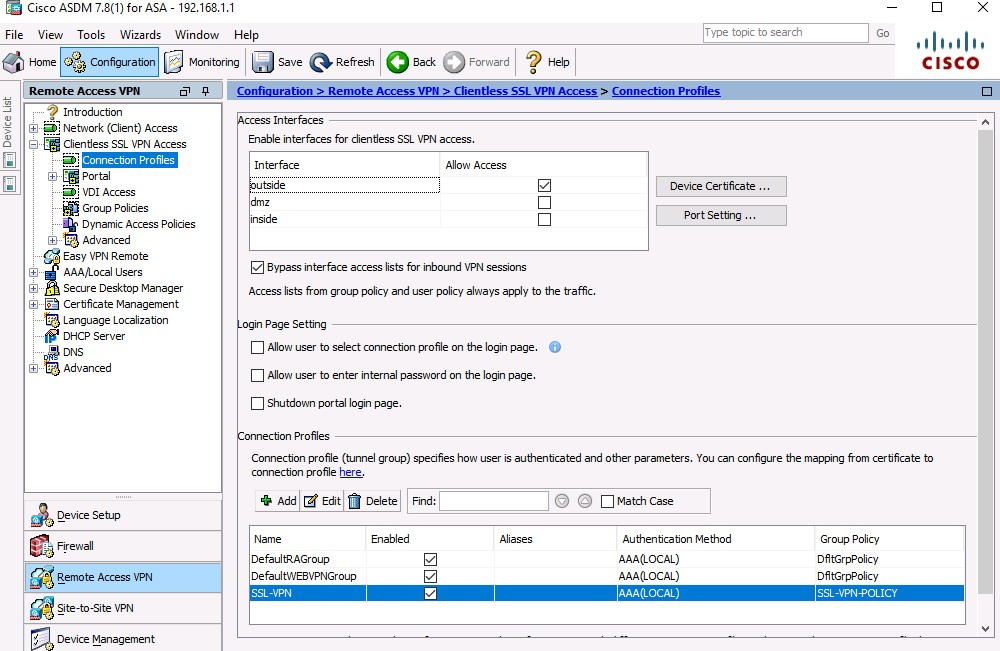 Cisco ASDM 7.8(1) for ASA - 192.168.1.1
File View Tools Wizards Window Help
Type topic to search Go
Home Configuration Monitoring Save Refresh Back Forward Help
CISCO
Device List
Remote Access VPN
Introduction
Network (Client) Access
Clientless SSL VPN Access
Connection Profiles
Portal
VDI Access
Group Policies
Dynamic Access Policies
Advanced
Easy VPN Remote
AAA/Local Users
Secure Desktop Manager
Certificate Management
Language Localization
DHCP Server
DNS
Advanced
Device Setup
Firewall
Remote Access VPN
Site-to-Site VPN
Device Management
Configuration > Remote Access VPN > Clientless SSL VPN Access > Connection Profiles
Access Interfaces
Enable interfaces for clientless SSL VPN access.
Interface Allow Access
outside
dmz
inside
Device Certificate ...
Port Setting ...
Bypass interface access lists for inbound VPN sessions
Access lists from group policy and user policy always apply to the traffic.
Login Page Setting
Allow user to select connection profile on the login page.
Allow user to enter internal password on the login page.
Shutdown portal login page.
Connection Profiles
Connection profile (tunnel group) specifies how user is authenticated and other parameters. You can configure the mapping from certificate to
connection profile here.
Add Edit Delete Find: Match Case
Name Enabled Aliases Authentication Method Group Policy
DefaultRAGroup AAA(LOCAL) DfltGrpPolicy
DefaultWEBVPNGroup AAA(LOCAL) DfltGrpPolicy
SSL-VPN AAA(LOCAL) SSL-VPN-POLICY